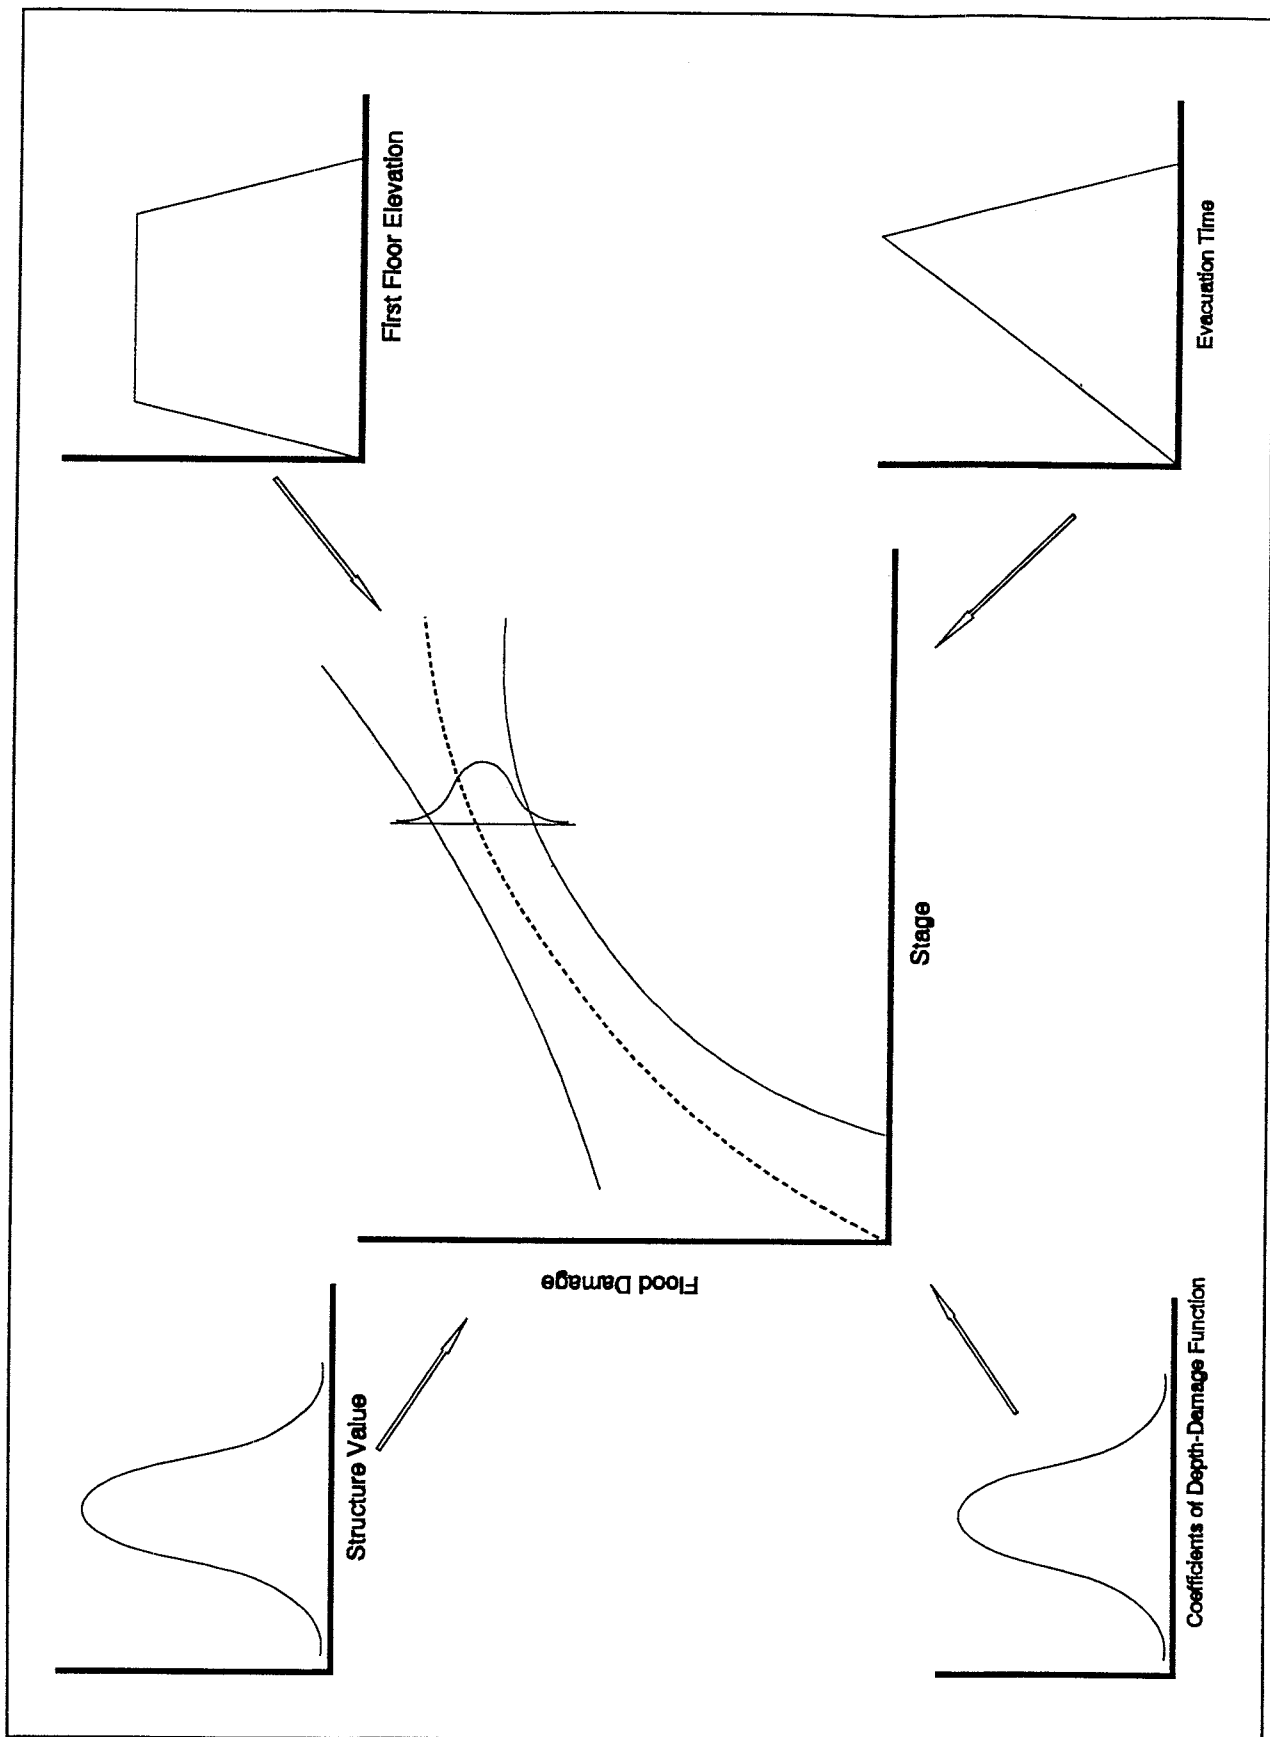 Structure Value
First Floor Elevation
Flood Damage
Stage
Coefficients of Depth-Damage Function
Evacuation Time